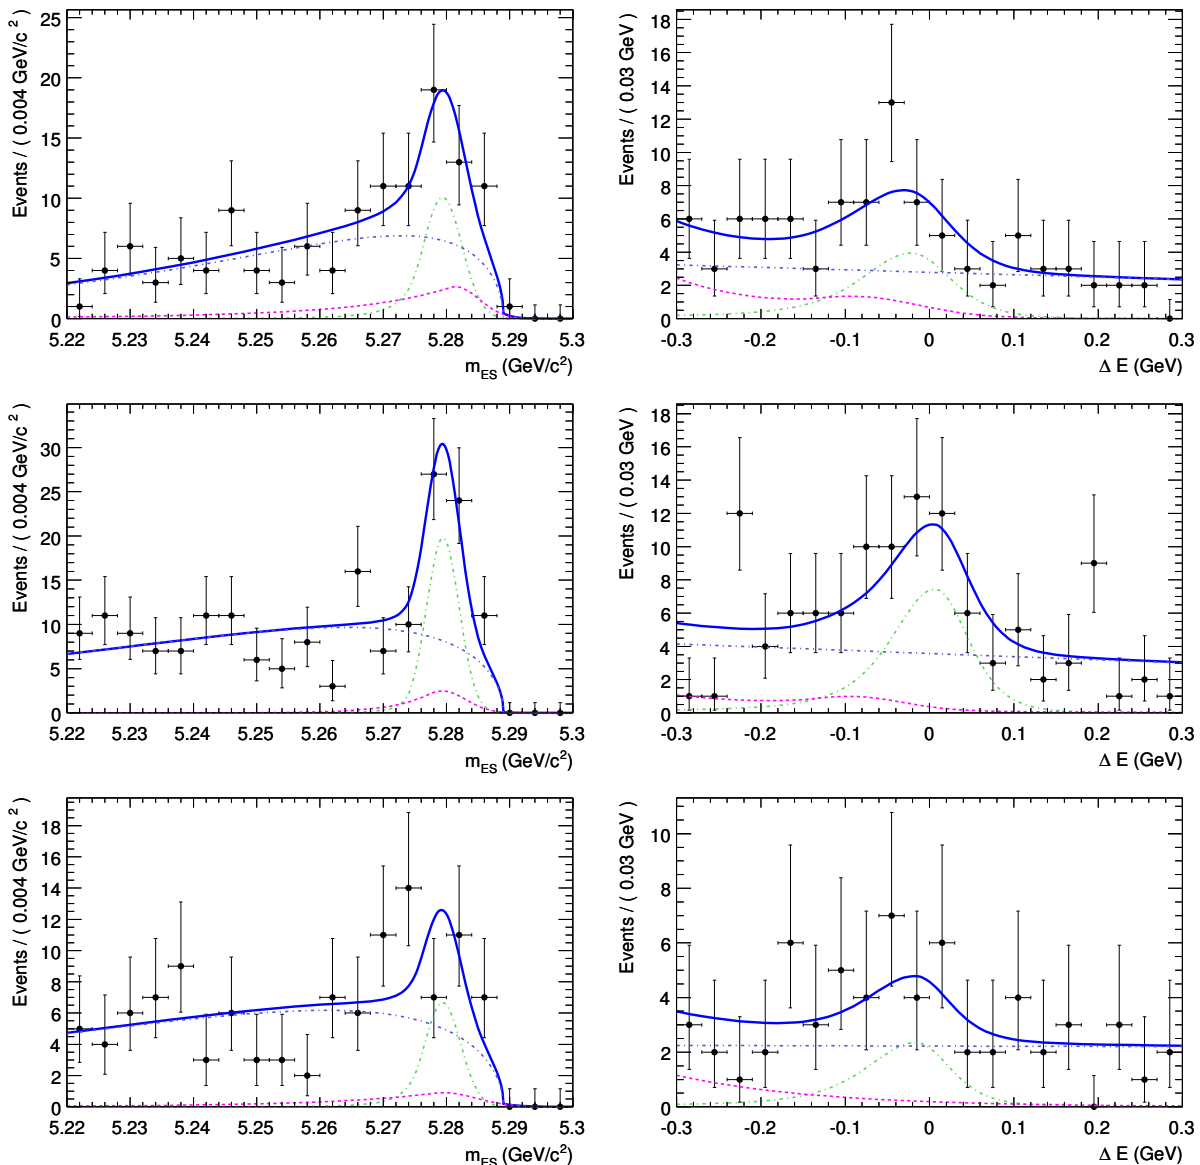 25
20
15
10
5
0
5.22 5.23 5.24 5.25 5.26 5.27 5.28 5.29 5.3
m_ES (GeV/c²)
Events / ( 0.004 GeV/c ² )
18
16
14
12
10
8
6
4
2
0
-0.3 -0.2 -0.1 0 0.1 0.2 0.3
Δ E (GeV)
Events / ( 0.03 GeV )
30
25
20
15
10
5
0
5.22 5.23 5.24 5.25 5.26 5.27 5.28 5.29 5.3
m_ES (GeV/c²)
Events / ( 0.004 GeV/c ² )
18
16
14
12
10
8
6
4
2
0
-0.3 -0.2 -0.1 0 0.1 0.2 0.3
Δ E (GeV)
Events / ( 0.03 GeV )
18
16
14
12
10
8
6
4
2
0
5.22 5.23 5.24 5.25 5.26 5.27 5.28 5.29 5.3
m_ES (GeV/c²)
Events / ( 0.004 GeV/c ² )
10
8
6
4
2
0
-0.3 -0.2 -0.1 0 0.1 0.2 0.3
Δ E (GeV)
Events / ( 0.03 GeV )